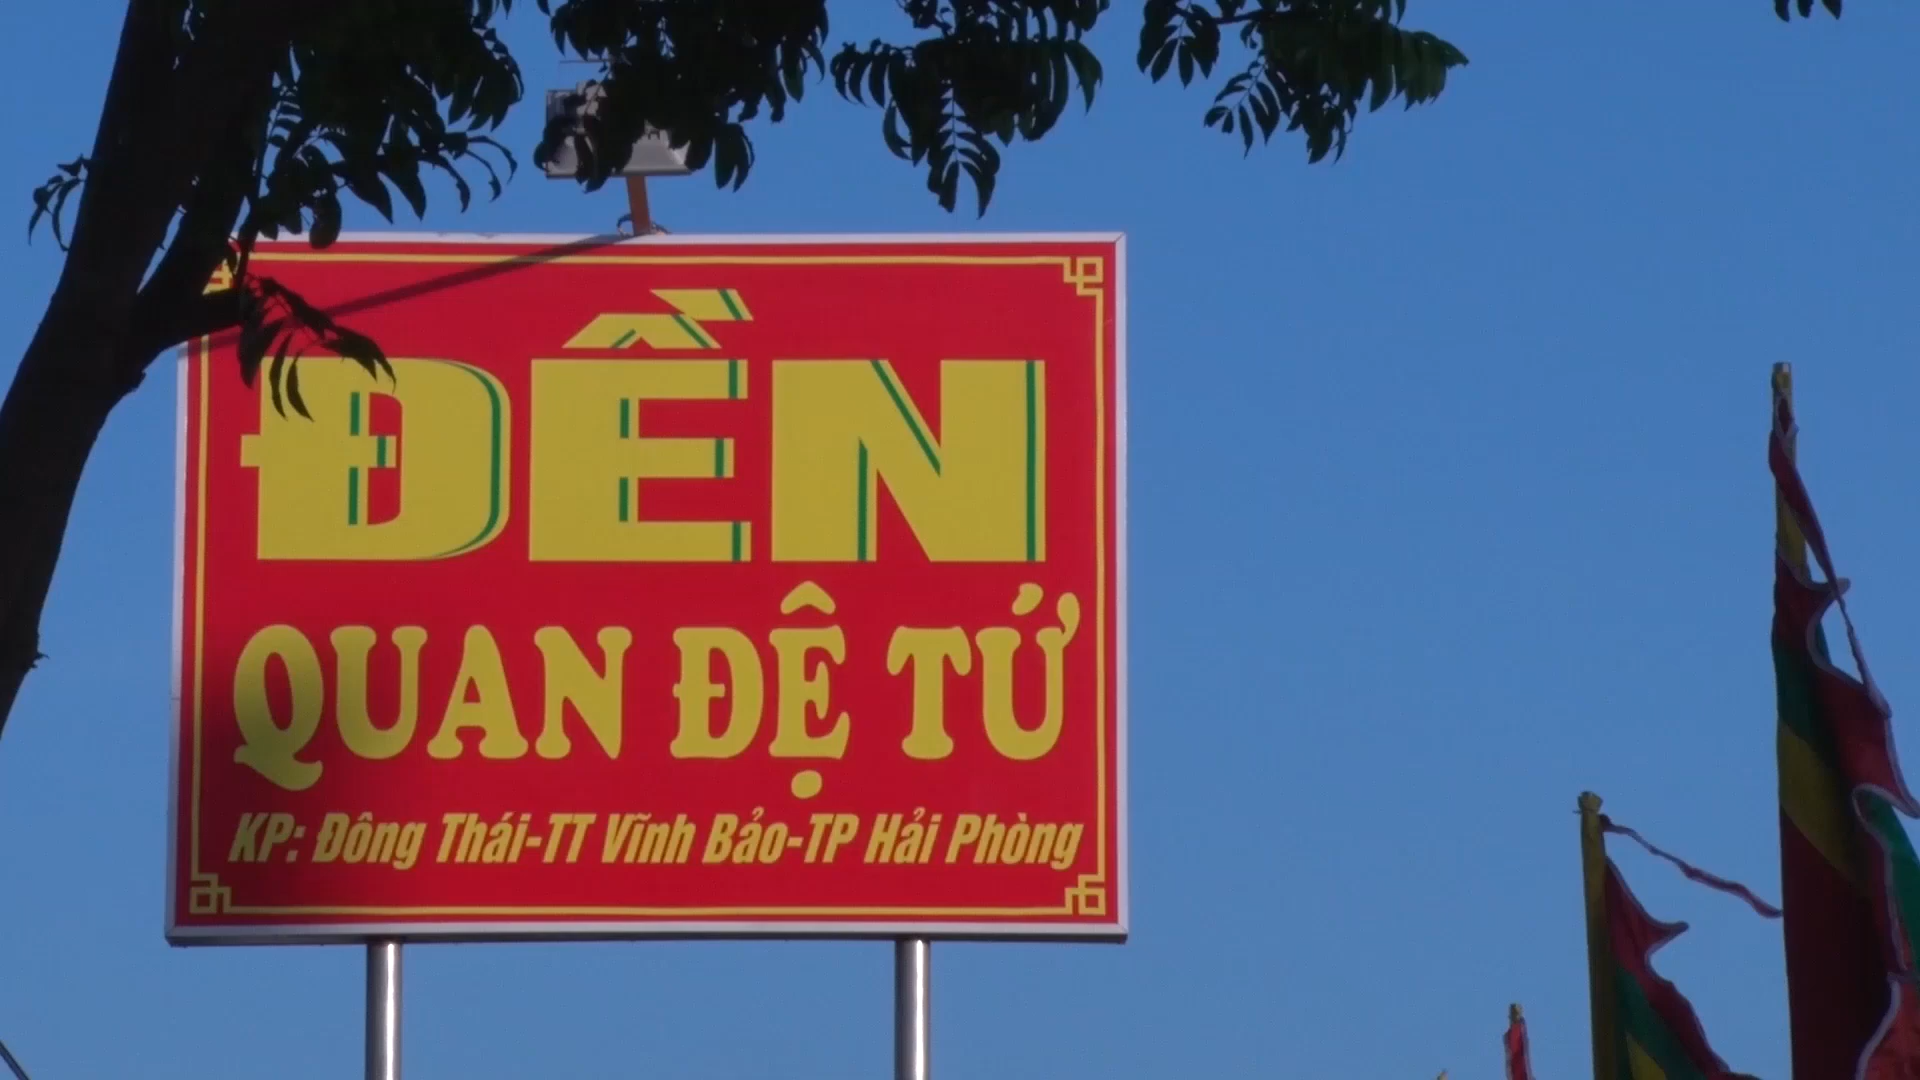 ĐỀN
QUAN ĐỆ TỨ
KP: Đông Thái-TT Vĩnh Bảo-TP Hải Phòng